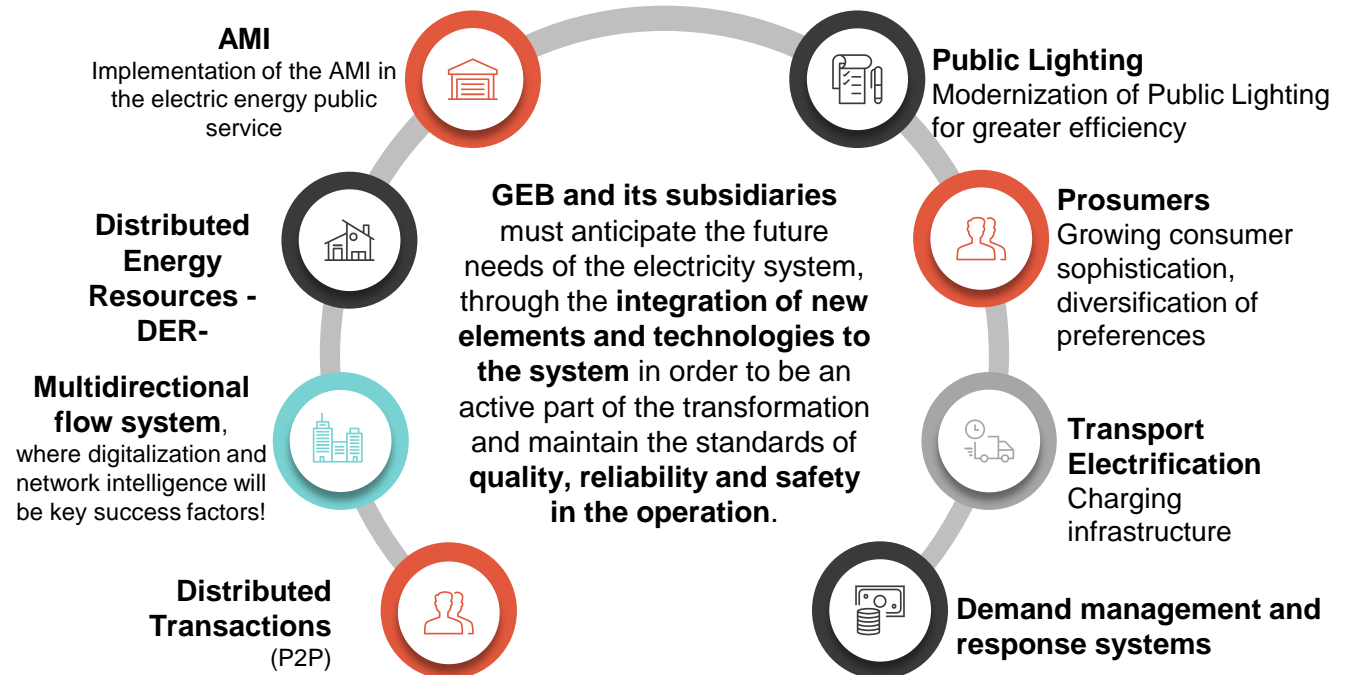 AMI
Implementation of the AMI in
the electric energy public
service
Distributed
Energy
Resources -
DER-
Multidirectional
flow system,
where digitalization and
network intelligence will
be key success factors!
Distributed
Transactions
(P2P)
GEB and its subsidiaries
must anticipate the future
needs of the electricity system,
through the integration of new
elements and technologies to
the system in order to be an
active part of the transformation
and maintain the standards of
quality, reliability and safety
in the operation.
Public Lighting
Modernization of Public Lighting
for greater efficiency
Prosumers
Growing consumer
sophistication,
diversification of
preferences
Transport
Electrification
Charging
infrastructure
Demand management and
response systems